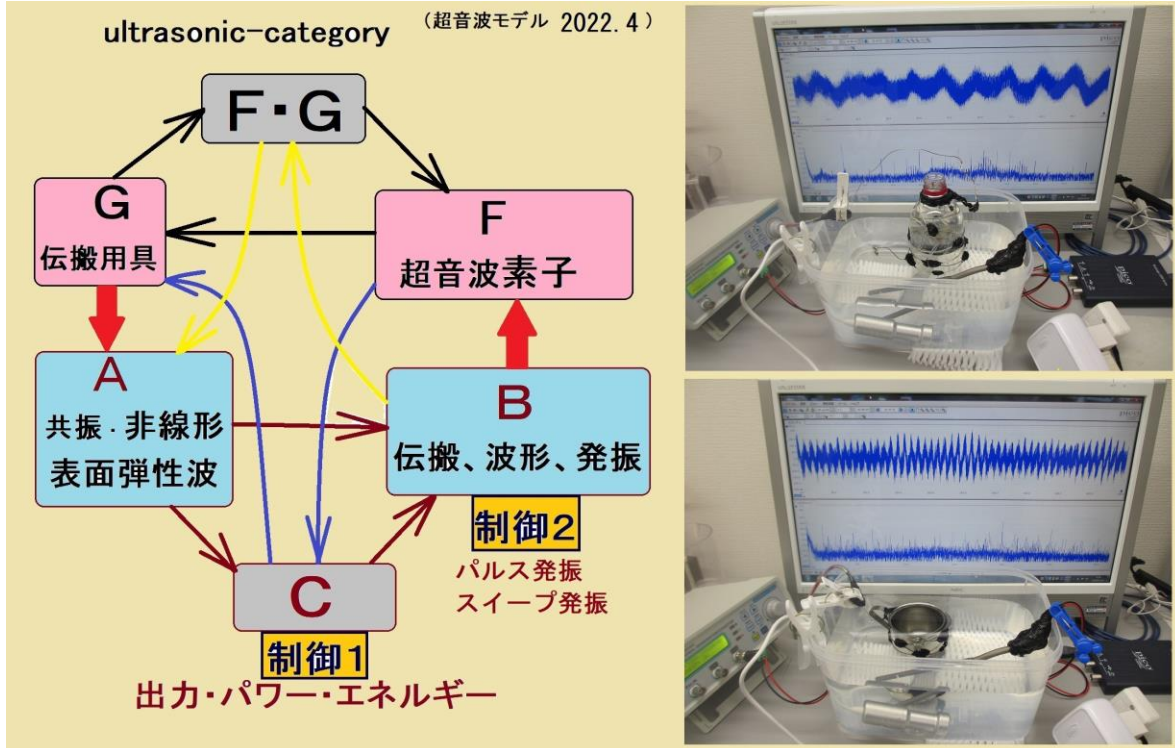 ultrasonic-category
(超音波モデル 2022.4)
F・G
G
伝搬用具
F
超音波素子
A
共振・非線形
表面弾性波
B
伝搬、波形、発振
制御2
パルス発振
スイープ発振
C
制御1
出力・パワー・エネルギー
pico